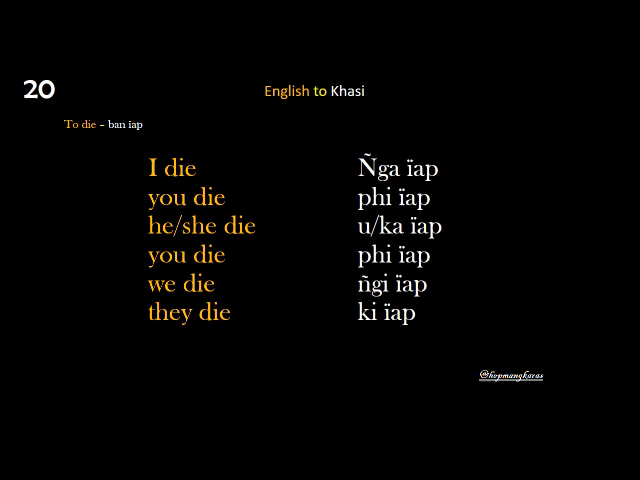 20
English to Khasi
To die – ban ïap
I die Ñga ïap
you die phi ïap
he/she die u/ka ïap
you die phi ïap
we die ñgi ïap
they die ki ïap
@hopmangkaras